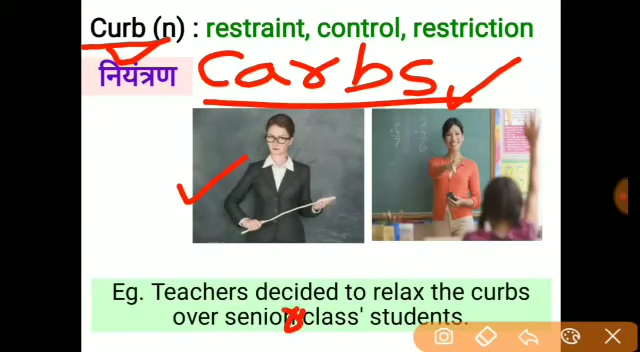 Curb (n) : restraint, control, restriction
नियंत्रण
carbs
Eg. Teachers decided to relax the curbs
over senior class' students.